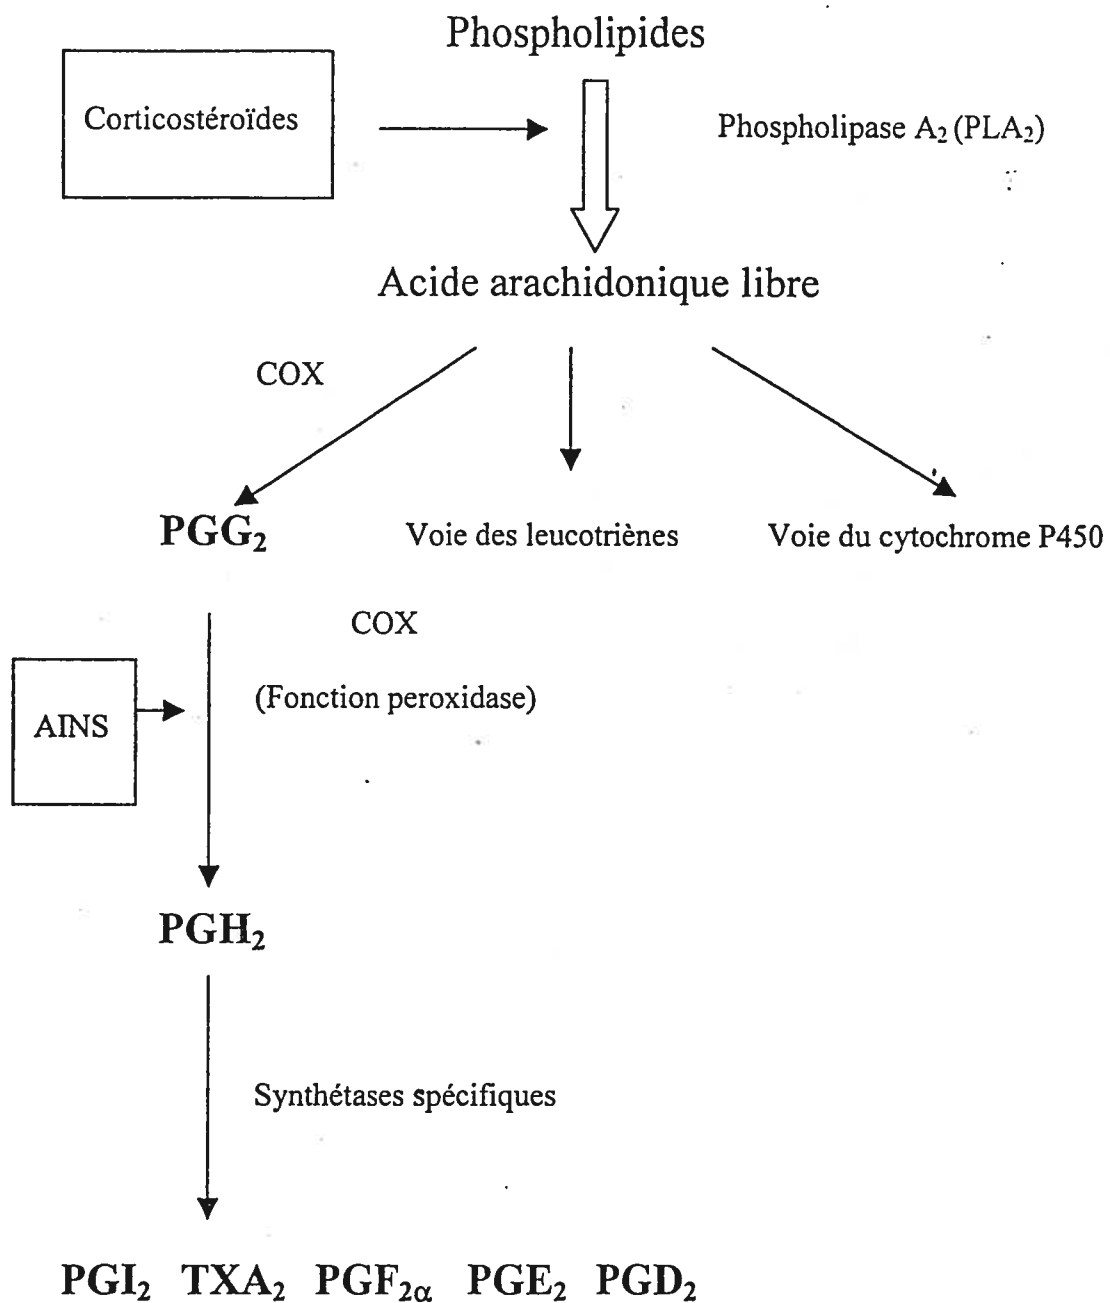 Phospholipides
Corticostéroïdes
Phospholipase A₂ (PLA₂)
Acide arachidonique libre
COX
PGG₂
Voie des leucotriènes
Voie du cytochrome P450
COX
(Fonction peroxidase)
AINS
PGH₂
Synthétases spécifiques
PGI₂ TXA₂ PGF₂α PGE₂ PGD₂